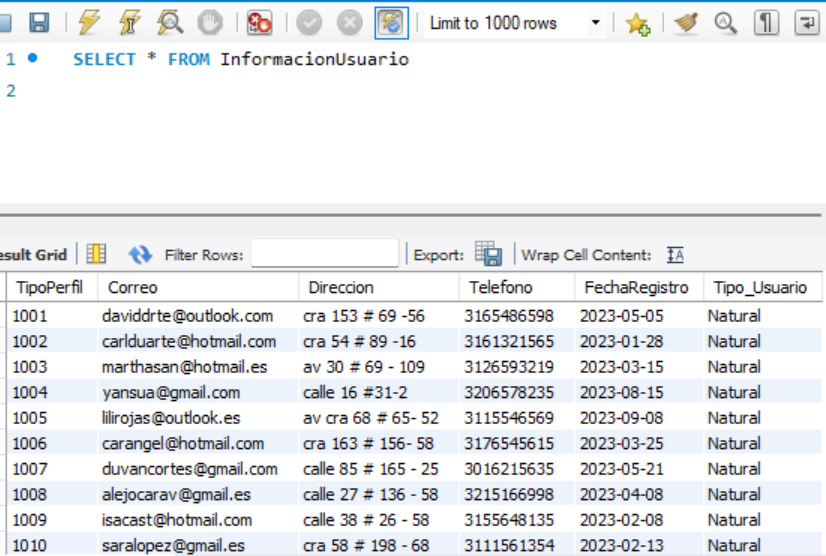 Limit to 1000 rows
1 SELECT * FROM InformacionUsuario
2
esult Grid Filter Rows: Export: Wrap Cell Content:
TipoPerfil Correo Direccion Telefono FechaRegistro Tipo_Usuario
1001 daviddrte@outlook.com cra 153 # 69 -56 3165486598 2023-05-05 Natural
1002 carlduarte@hotmail.com cra 54 # 89 -16 3161321565 2023-01-28 Natural
1003 marthasan@hotmail.es av 30 # 69 - 109 3126593219 2023-03-15 Natural
1004 yansua@gmail.com calle 16 #31-2 3206578235 2023-08-15 Natural
1005 lilirojas@outlook.es av cra 68 # 65- 52 3115546569 2023-09-08 Natural
1006 carangel@hotmail.com cra 163 # 156- 58 3176545615 2023-03-25 Natural
1007 duvancortes@gmail.com calle 85 # 165 - 25 3016215635 2023-05-21 Natural
1008 alejocarav@gmail.es calle 27 # 136 - 58 3215166998 2023-04-08 Natural
1009 isacast@hotmail.com calle 38 # 26 - 58 3155648135 2023-02-08 Natural
1010 saralopez@gmail.es cra 58 # 198 - 68 3111561354 2023-02-13 Natural